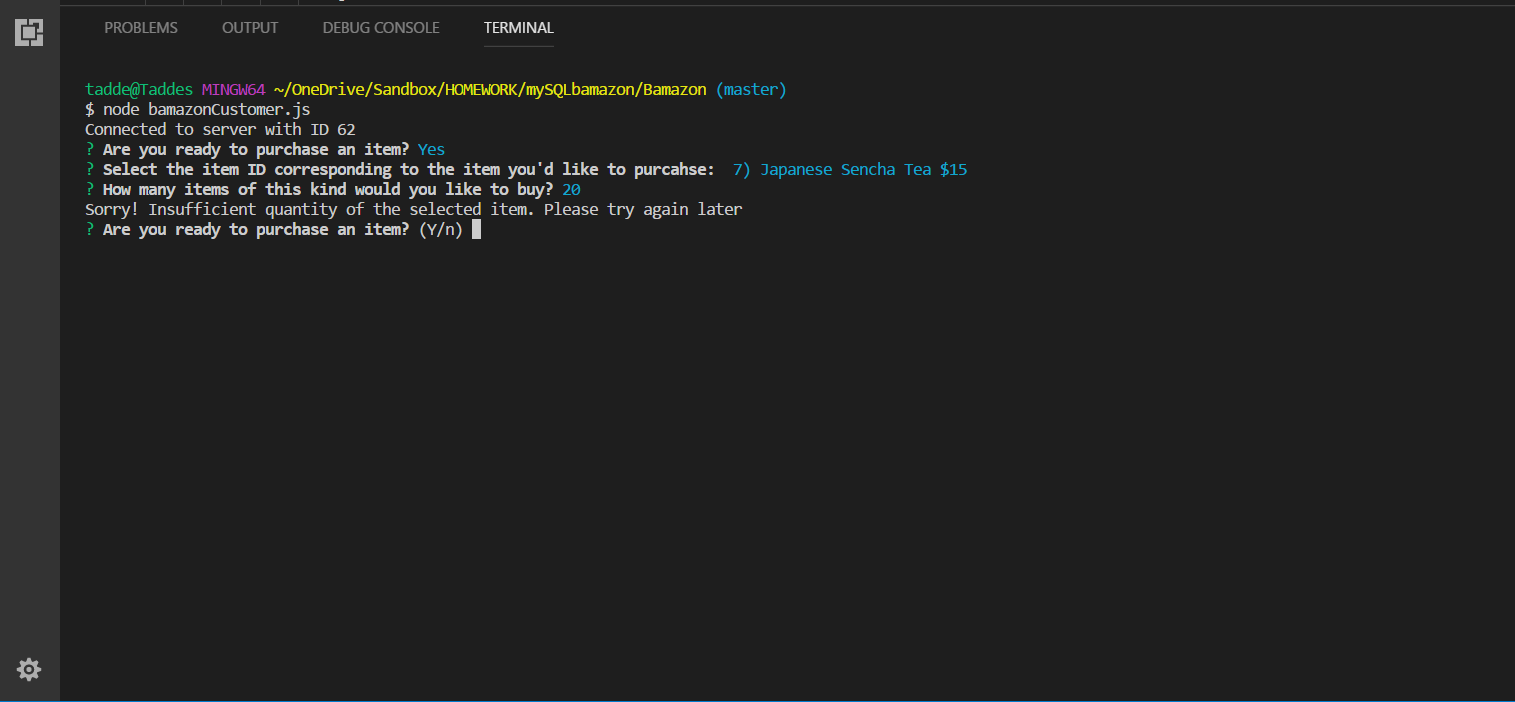 PROBLEMS OUTPUT DEBUG CONSOLE TERMINAL
tadde@Taddes MINGW64 ~/OneDrive/Sandbox/HOMEWORK/mySQLbamazon/Bamazon (master)
$ node bamazonCustomer.js
Connected to server with ID 62
? Are you ready to purchase an item? Yes
? Select the item ID corresponding to the item you'd like to purcahse:  7) Japanese Sencha Tea $15
? How many items of this kind would you like to buy? 20
Sorry! Insufficient quantity of the selected item. Please try again later
? Are you ready to purchase an item? (Y/n)